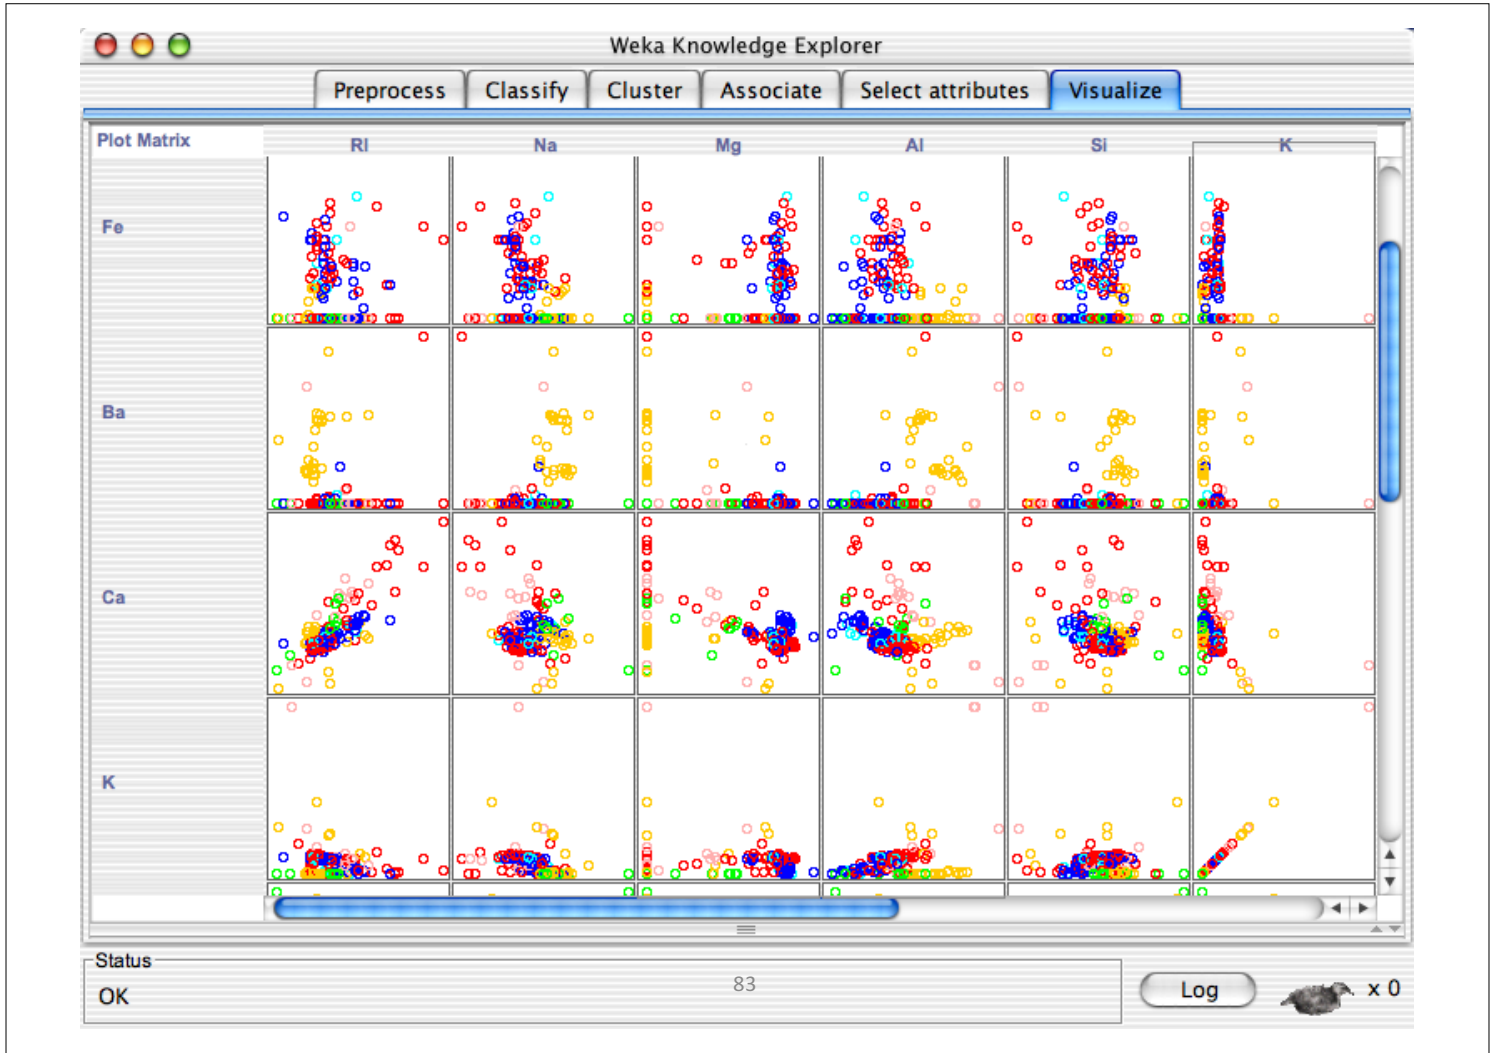 Weka Knowledge Explorer
Preprocess Classify Cluster Associate Select attributes Visualize
Plot Matrix RI Na Mg Al Si K
Fe
Ba
Ca
K
Status
OK
83
Log
x 0